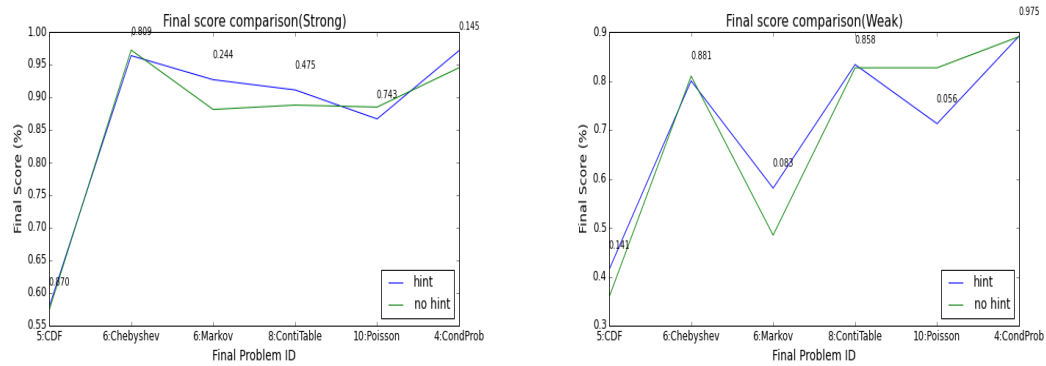 Final score comparison(Strong)
0.145
1.00
0.809
0.95
0.244
0.475
0.90
0.743
0.85
0.80
0.75
0.70
0.65
0.870
0.60
0.55
Final Score (%)
hint
no hint
5:CDF 6:Chebyshev 6:Markov 8:ContiTable 10:Poisson 4:CondProb
Final Problem ID
Final score comparison(Weak)
0.975
0.9
0.858
0.881
0.8
0.056
0.7
0.083
0.6
0.5
0.141
0.4
0.3
Final Score (%)
hint
no hint
5:CDF 6:Chebyshev 6:Markov 8:ContiTable 10:Poisson 4:CondProb
Final Problem ID